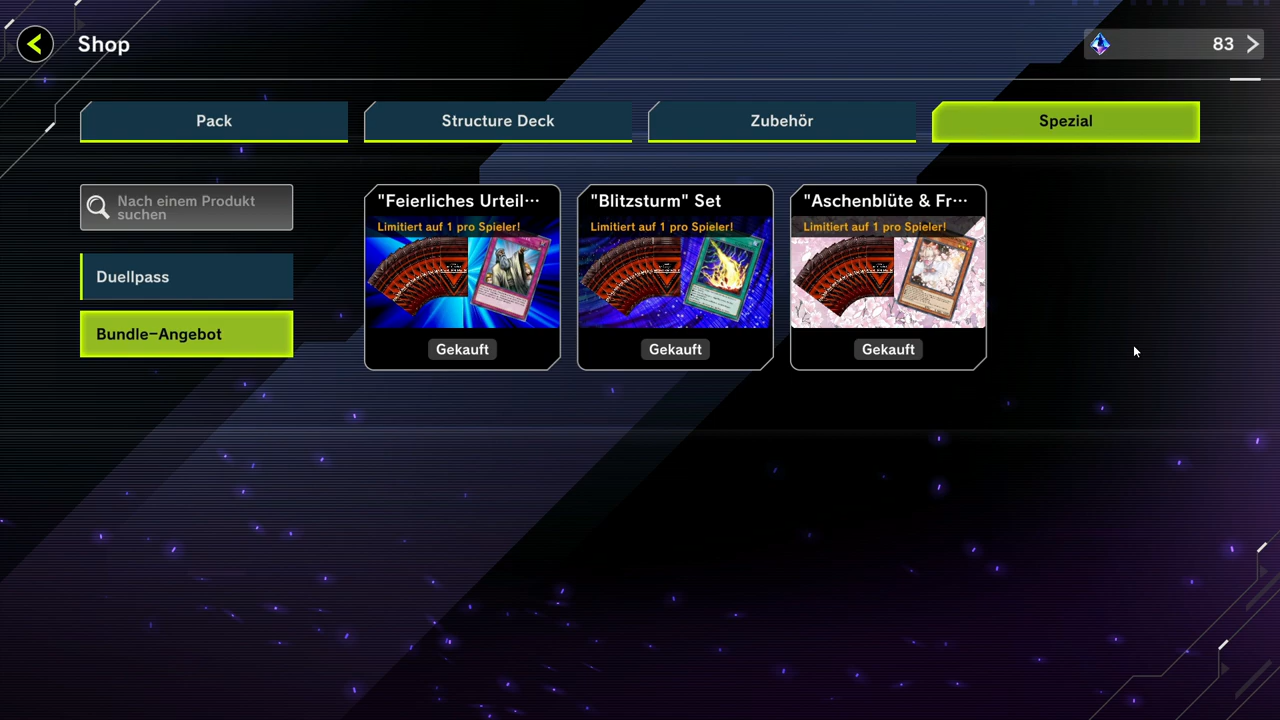 Shop
83
Pack
Structure Deck
Zubehör
Spezial
Nach einem Produkt
suchen
Duellpass
Bundle-Angebot
"Feierliches Urteil···
Limitiert auf 1 pro Spieler!
Gekauft
"Blitzsturm" Set
Limitiert auf 1 pro Spieler!
Gekauft
"Aschenblüte & Fr···
Limitiert auf 1 pro Spieler!
Gekauft